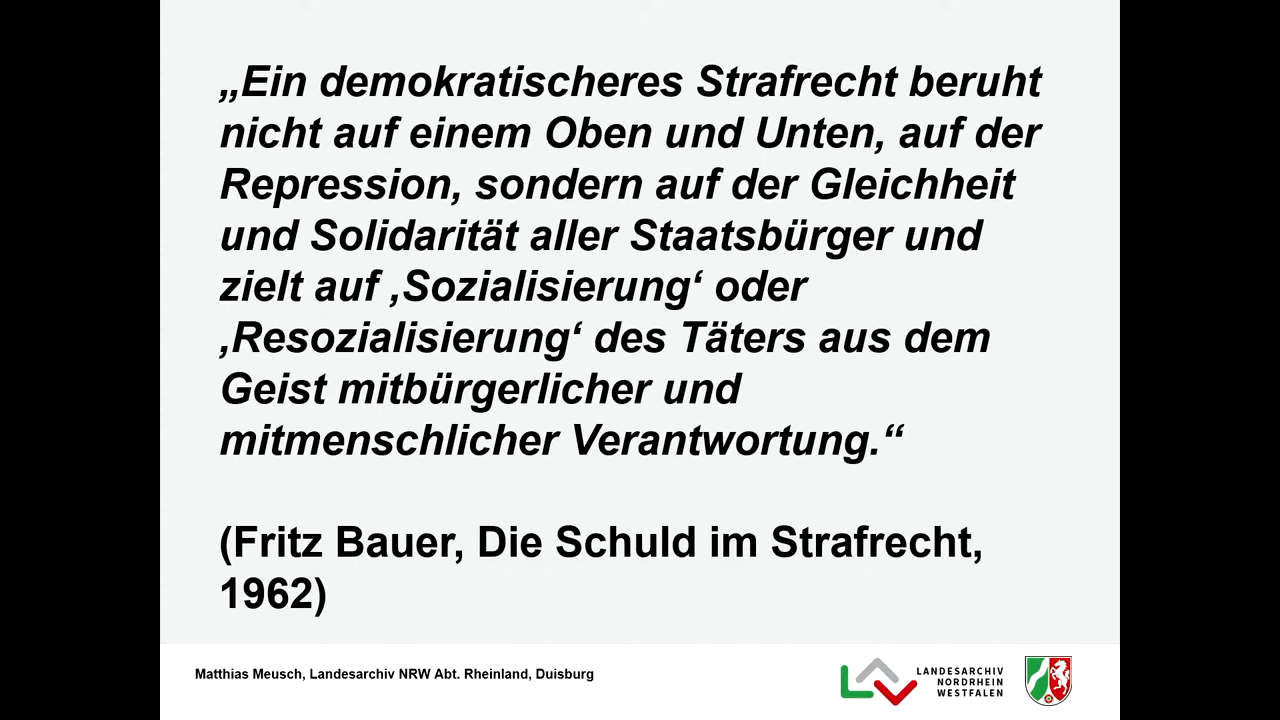 „Ein demokratischeres Strafrecht beruht
nicht auf einem Oben und Unten, auf der
Repression, sondern auf der Gleichheit
und Solidarität aller Staatsbürger und
zielt auf ‚Sozialisierung‘ oder
‚Resozialisierung‘ des Täters aus dem
Geist mitbürgerlicher und
mitmenschlicher Verantwortung.“
(Fritz Bauer, Die Schuld im Strafrecht,
1962)
Matthias Meusch, Landesarchiv NRW Abt. Rheinland, Duisburg
LANDESARCHIV
NORDRHEIN
WESTFALEN